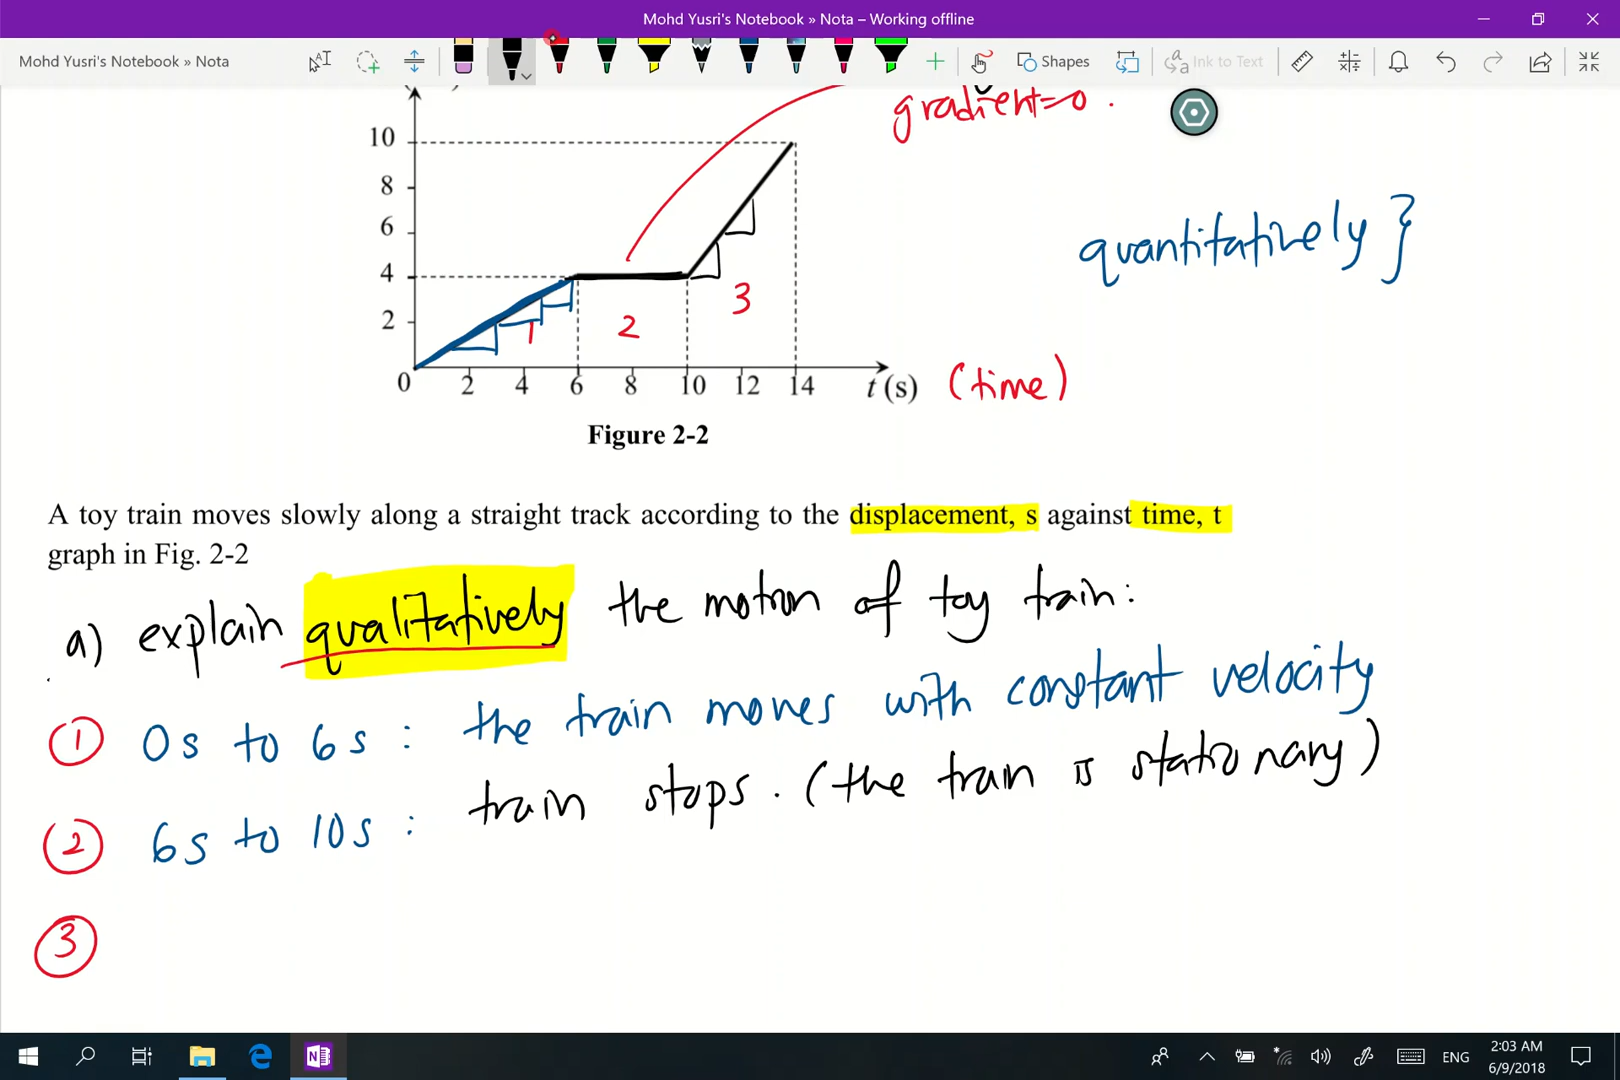 Mohd Yusri's Notebook » Nota – Working offline
Mohd Yusri's Notebook » Nota
Shapes
Ink to Text
gradient=0.
10
8
6
4
2
0 2 4 6 8 10 12 14 t (s) (time)
1 2 3
quantitatively }
Figure 2-2
A toy train moves slowly along a straight track according to the displacement, s against time, t
graph in Fig. 2-2
a) explain qualitatively the motion of toy train:
① 0s to 6s : the train moves with constant velocity
② 6s to 10s : train stops. (the train is stationary)
③
ENG
2:03 AM
6/9/2018